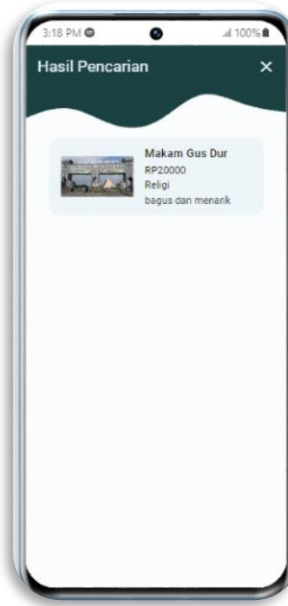 3:18 PM
100%
Hasil Pencarian ×
Makam Gus Dur
RP20000
Religi
bagus dan menarik